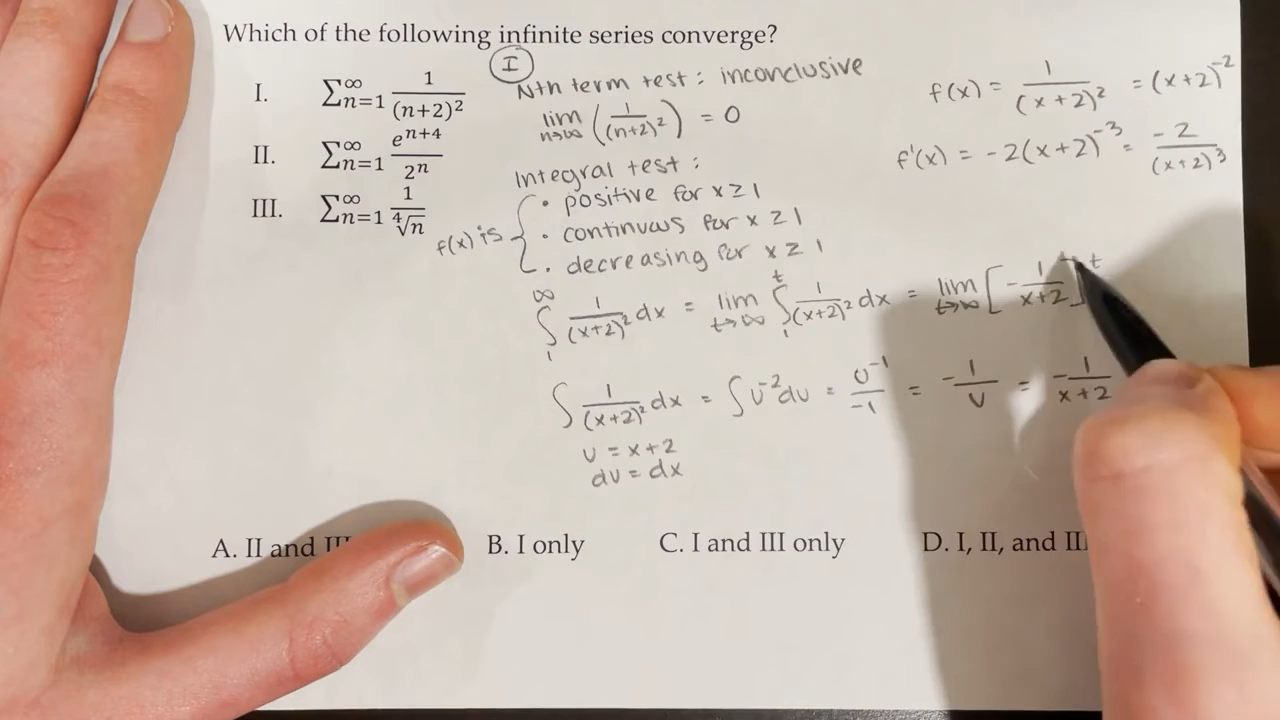 Which of the following infinite series converge?
I. ∑_{n=1}^∞ 1/(n+2)²
II. ∑_{n=1}^∞ e^{n+4}/2ⁿ
III. ∑_{n=1}^∞ 1/⁴√n
I
Nth term test: inconclusive
lim n→∞ (1/(n+2)²) = 0
Integral test:
f(x) is {
· positive for x ≥ 1
· continuous for x ≥ 1
· decreasing for x ≥ 1
f(x) = 1/(x+2)² = (x+2)⁻²
f'(x) = -2(x+2)⁻³ = -2/(x+2)³
∫₁^∞ 1/(x+2)² dx = lim t→∞ ∫₁^t 1/(x+2)² dx = lim t→∞ [-1/(x+2)]^t
∫ 1/(x+2)² dx = ∫ u⁻² du = u⁻¹/-1 = -1/u = -1/(x+2)
u = x+2
du = dx
A. II and
B. I only
C. I and III only
D. I, II, and